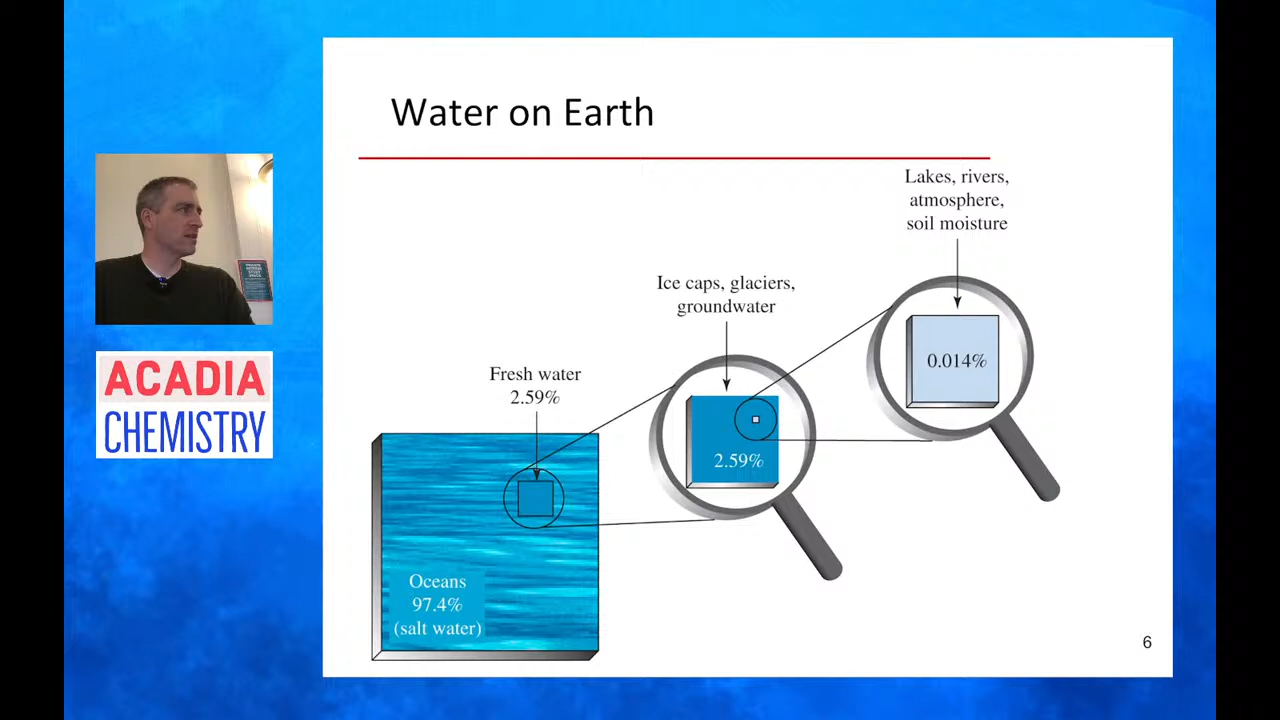 Water on Earth
ACADIA
CHEMISTRY
Lakes, rivers,
atmosphere,
soil moisture
0.014%
Ice caps, glaciers,
groundwater
2.59%
Fresh water
2.59%
Oceans
97.4%
(salt water)
6